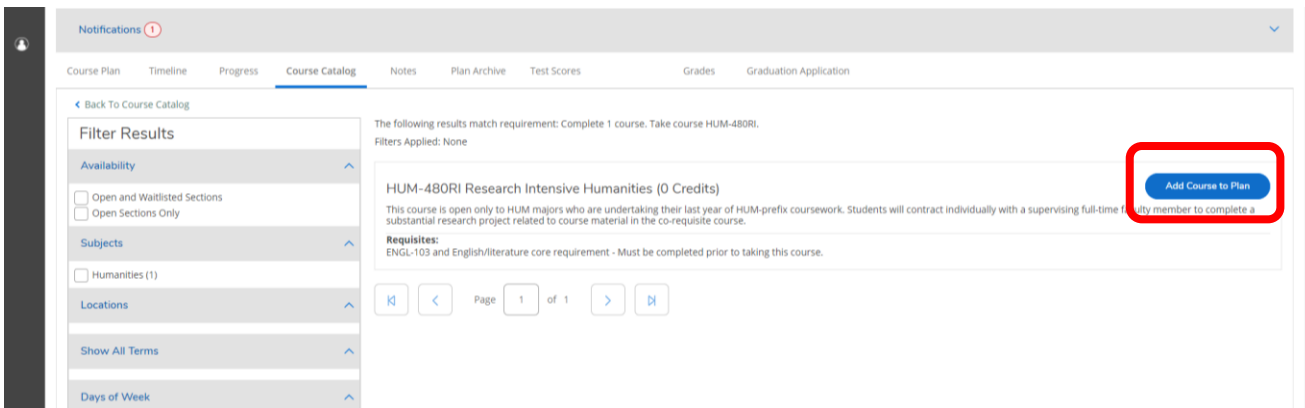 Notifications 1
Course Plan Timeline Progress Course Catalog Notes Plan Archive Test Scores Grades Graduation Application
Back To Course Catalog
Filter Results
Availability
Open and Waitlisted Sections
Open Sections Only
Subjects
Humanities (1)
Locations
Show All Terms
Days of Week
The following results match requirement: Complete 1 course. Take course HUM-480RI.
Filters Applied: None
HUM-480RI Research Intensive Humanities (0 Credits)
Add Course to Plan
This course is open only to HUM majors who are undertaking their last year of HUM-prefix coursework. Students will contract individually with a supervising full-time faculty member to complete a
substantial research project related to course material in the co-requisite course.
Requisites:
ENGL-103 and English/literature core requirement - Must be completed prior to taking this course.
Page 1 of 1